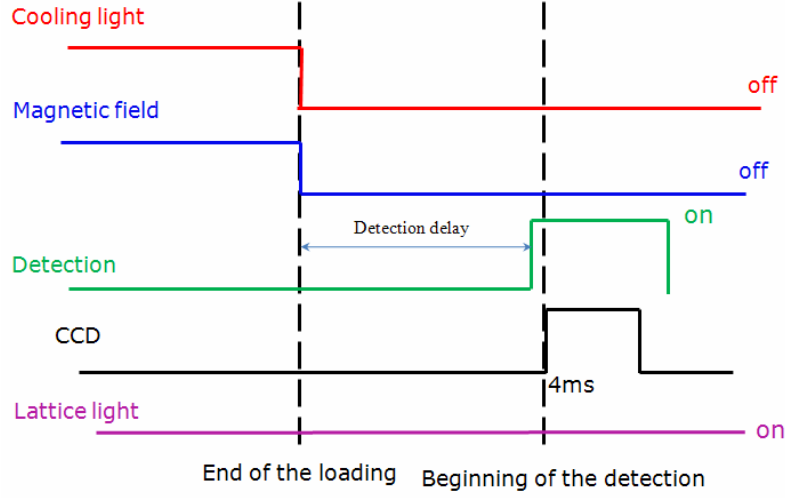 Cooling light
off
Magnetic field
off
on
Detection delay
Detection
CCD
4ms
Lattice light
on
End of the loading
Beginning of the detection